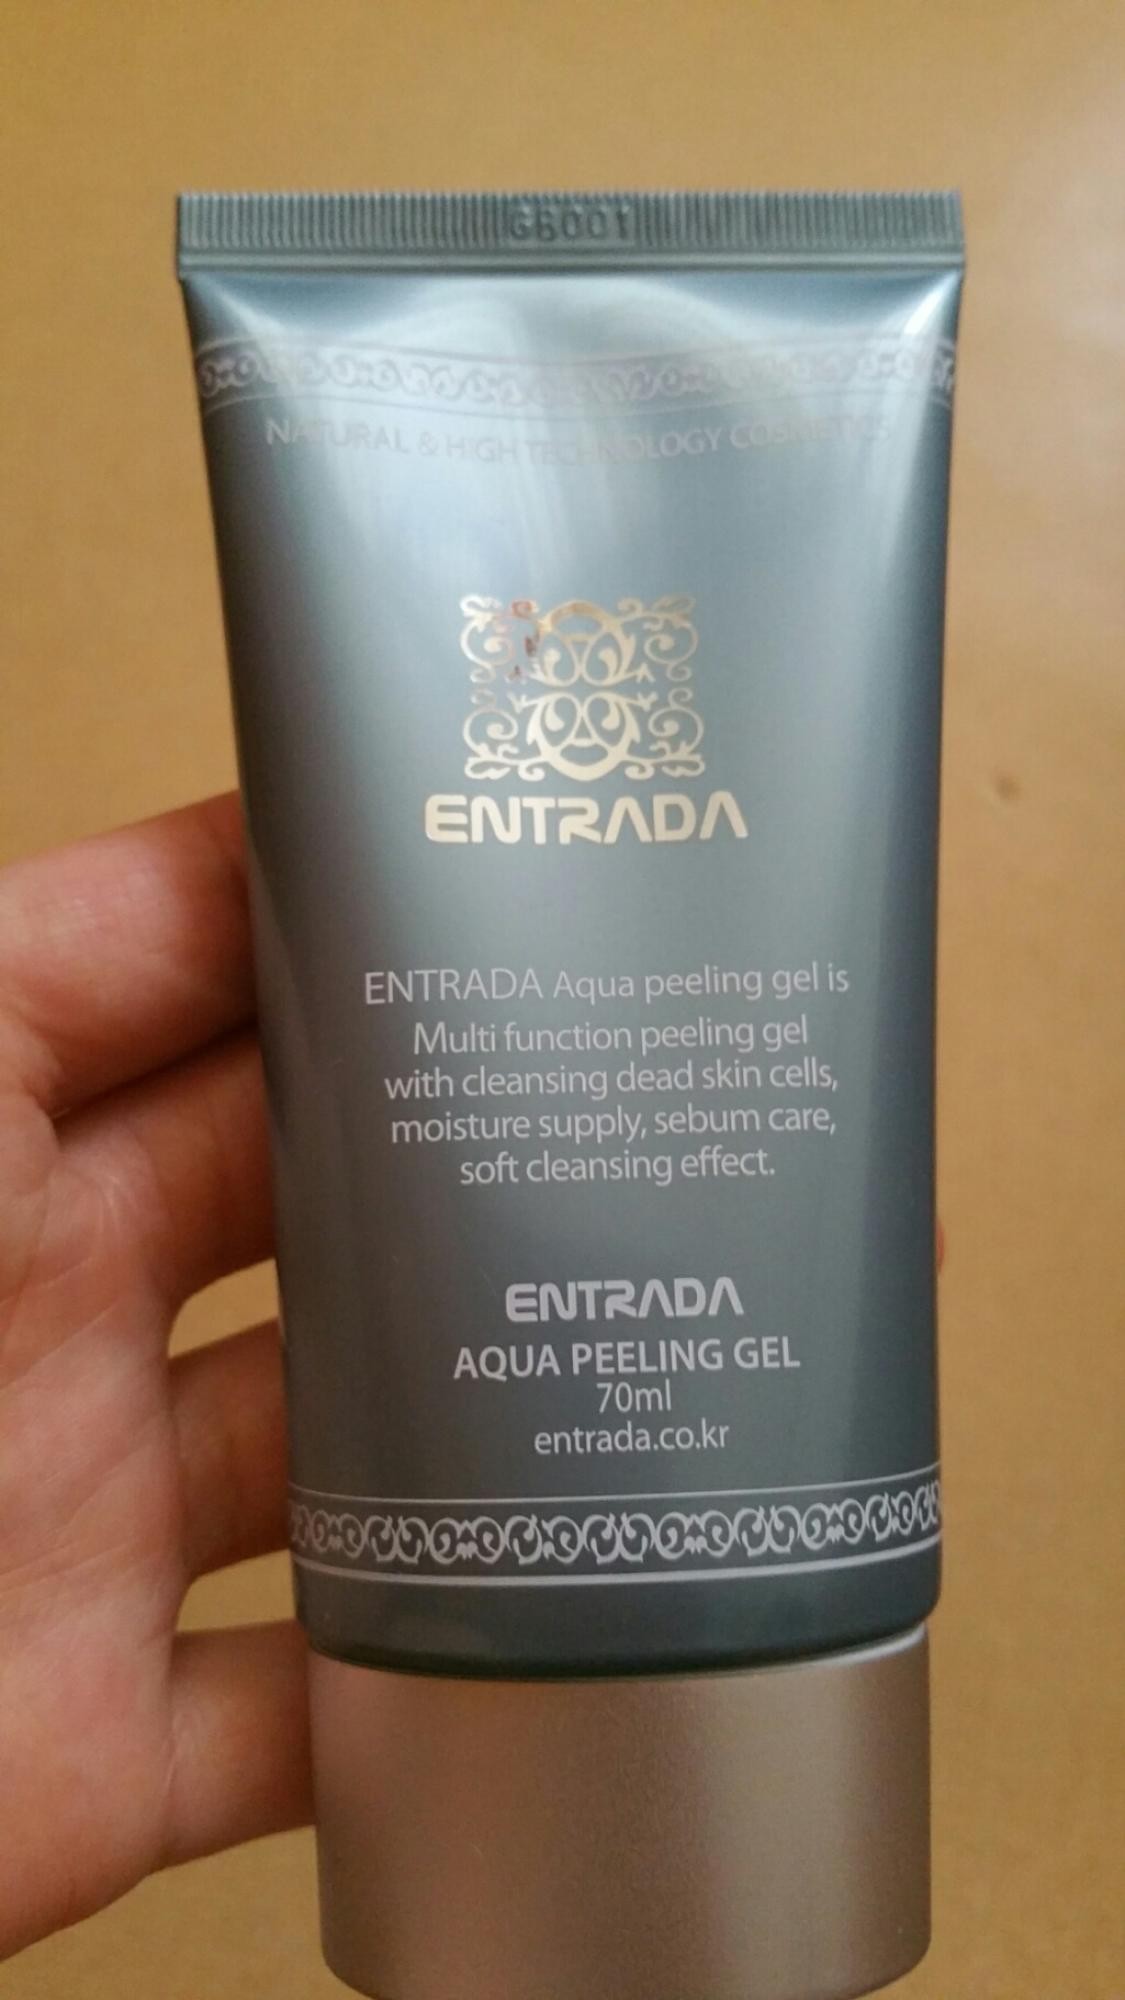 G6001
NATURAL & HIGH TECHNOLOGY COSMETICS
ENTRADA
ENTRADA Aqua peeling gel is
Multi function peeling gel
with cleansing dead skin cells,
moisture supply, sebum care,
soft cleansing effect.
ENTRADA
AQUA PEELING GEL
70ml
entrada.co.kr